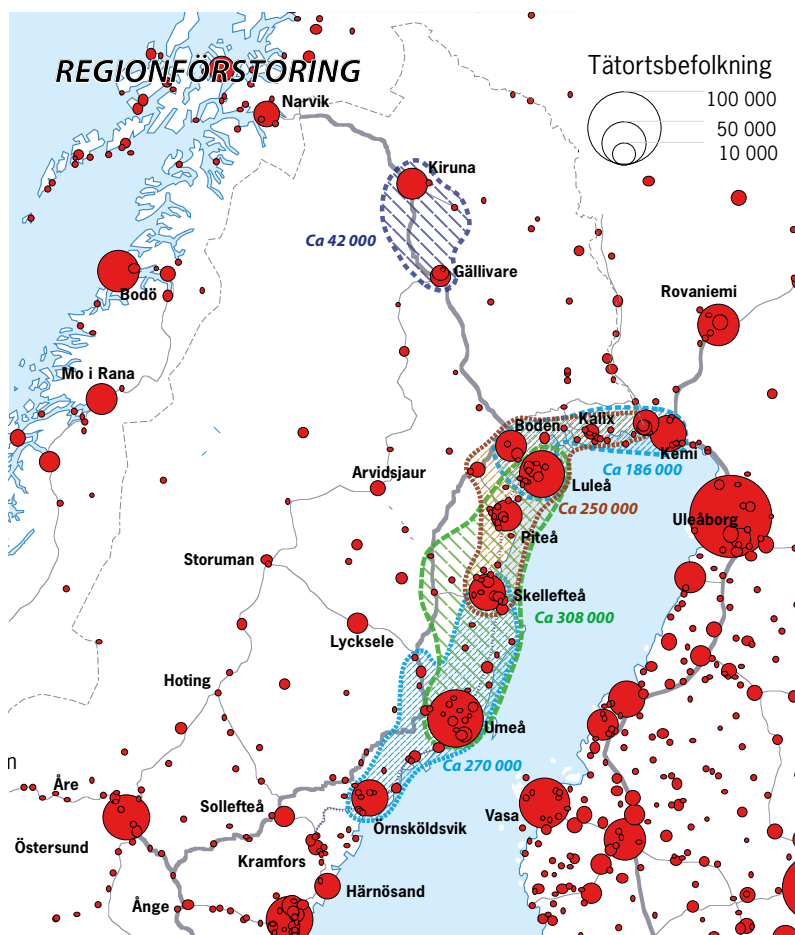 REGIONFÖRSTORING
Tätortsbefolkning
100 000
50 000
10 000
Narvik
Kiruna
Ca 42 000
Gällivare
Bodö
Rovaniemi
Mo i Rana
Boden
Kalix
Kemi
Ca 186 000
Arvidsjaur
Luleå
Ca 250 000
Uleåborg
Piteå
Storuman
Skellefteå
Ca 308 000
Lycksele
Hoting
Umeå
m
Ca 270 000
Åre
Sollefteå
Örnsköldsvik
Vasa
Östersund
Kramfors
Härnösand
Ånge